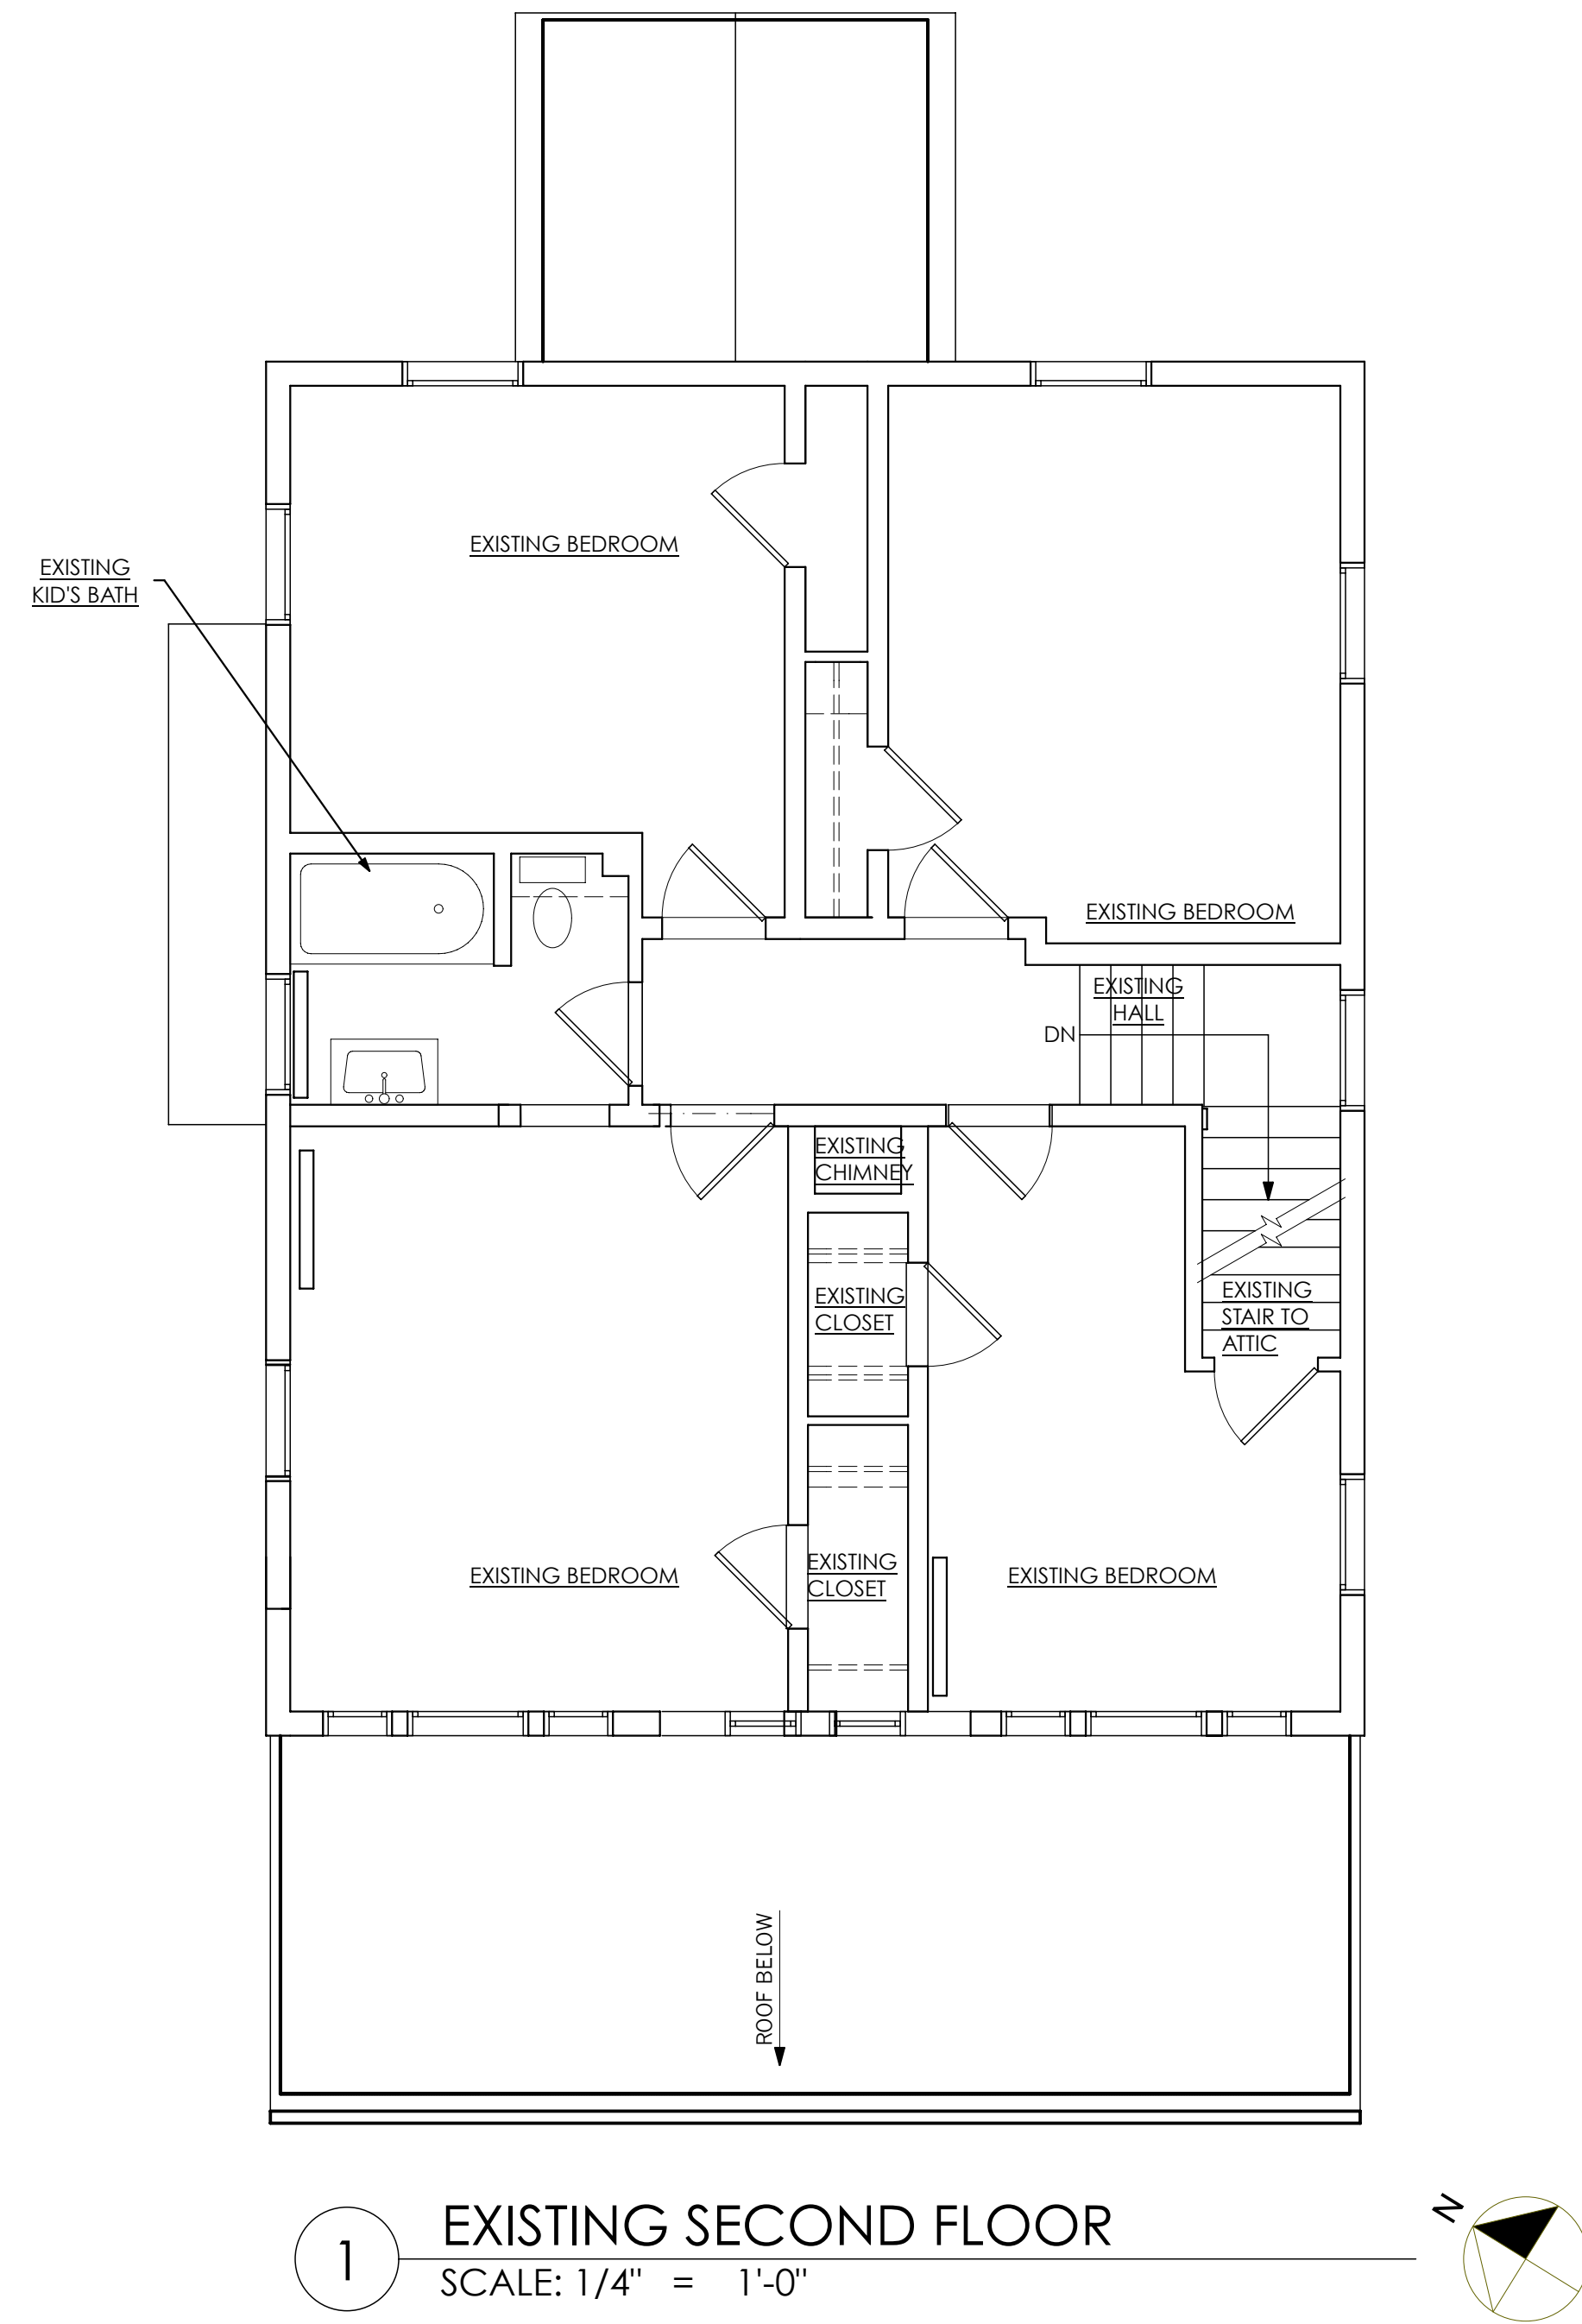 EXISTING BEDROOM
EXISTING
KID'S BATH
EXISTING BEDROOM
EXISTING
HALL
DN
EXISTING
CHIMNEY
EXISTING
CLOSET
EXISTING
STAIR TO
ATTIC
EXISTING BEDROOM
EXISTING
CLOSET
EXISTING BEDROOM
ROOF BELOW
1
EXISTING SECOND FLOOR
SCALE: 1/4" = 1'-0"
N